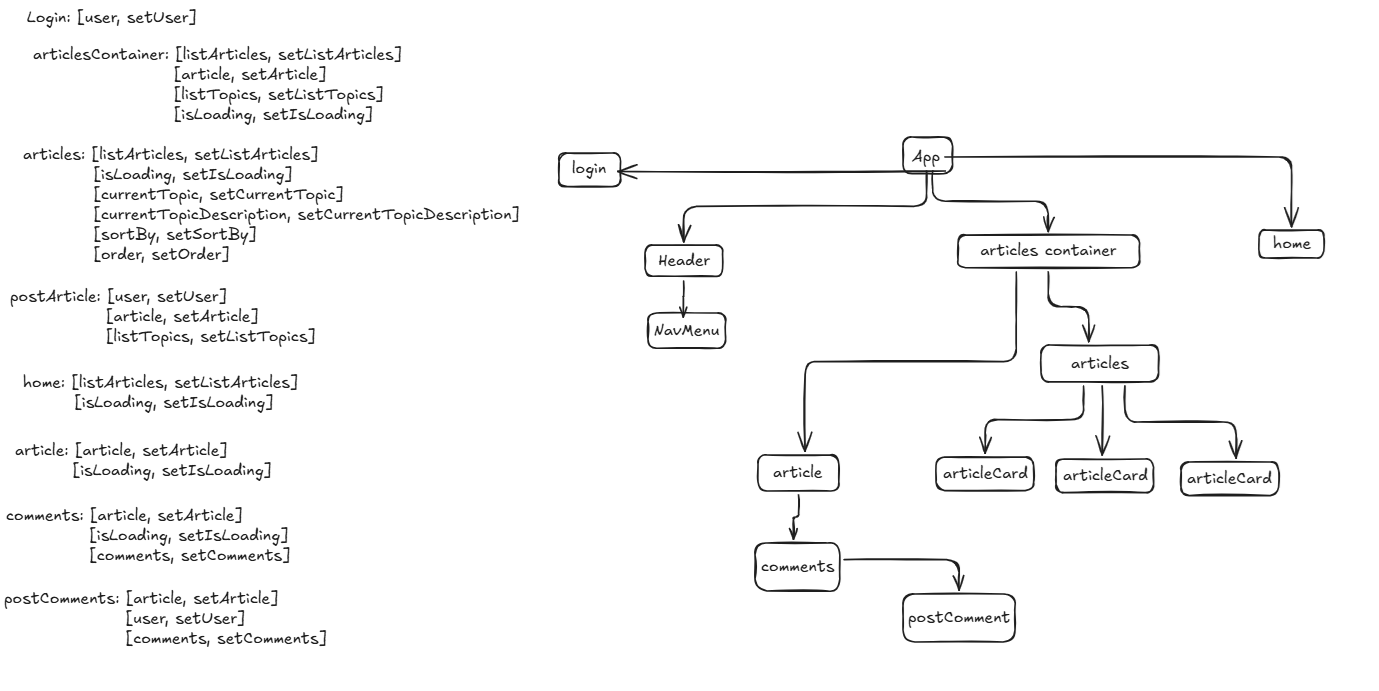 Login: [user, setUser]
articlesContainer: [listArticles, setListArticles]
[article, setArticle]
[listTopics, setListTopics]
[isLoading, setIsLoading]
articles: [listArticles, setListArticles]
[isLoading, setIsLoading]
[currentTopic, setCurrentTopic]
[currentTopicDescription, setCurrentTopicDescription]
[sortBy, setSortBy]
[order, setOrder]
postArticle: [user, setUser]
[article, setArticle]
[listTopics, setListTopics]
home: [listArticles, setListArticles]
[isLoading, setIsLoading]
article: [article, setArticle]
[isLoading, setIsLoading]
comments: [article, setArticle]
[isLoading, setIsLoading]
[comments, setComments]
postComments: [article, setArticle]
[user, setUser]
[comments, setComments]
App
login
home
Header
articles container
NavMenu
articles
article
articleCard
articleCard
articleCard
comments
postComment